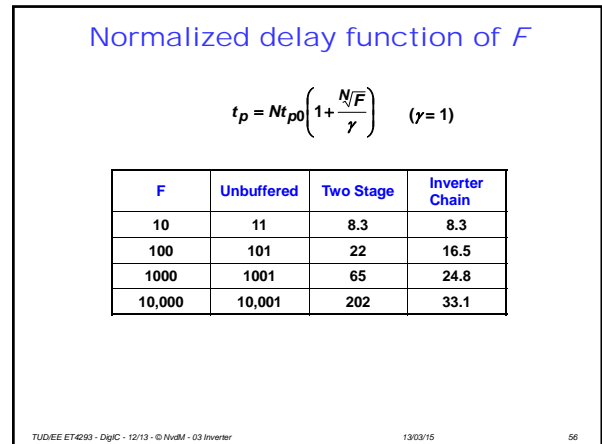 Normalized delay function of F
t_p = Nt_p0(1 + ᴺ√F / γ)   (γ = 1)
F Unbuffered Two Stage Inverter Chain
10 11 8.3 8.3
100 101 22 16.5
1000 1001 65 24.8
10,000 10,001 202 33.1
TUD/EE ET4293 - DigIC - 12/13 - © NvdM - 03 Inverter 13/03/15 56